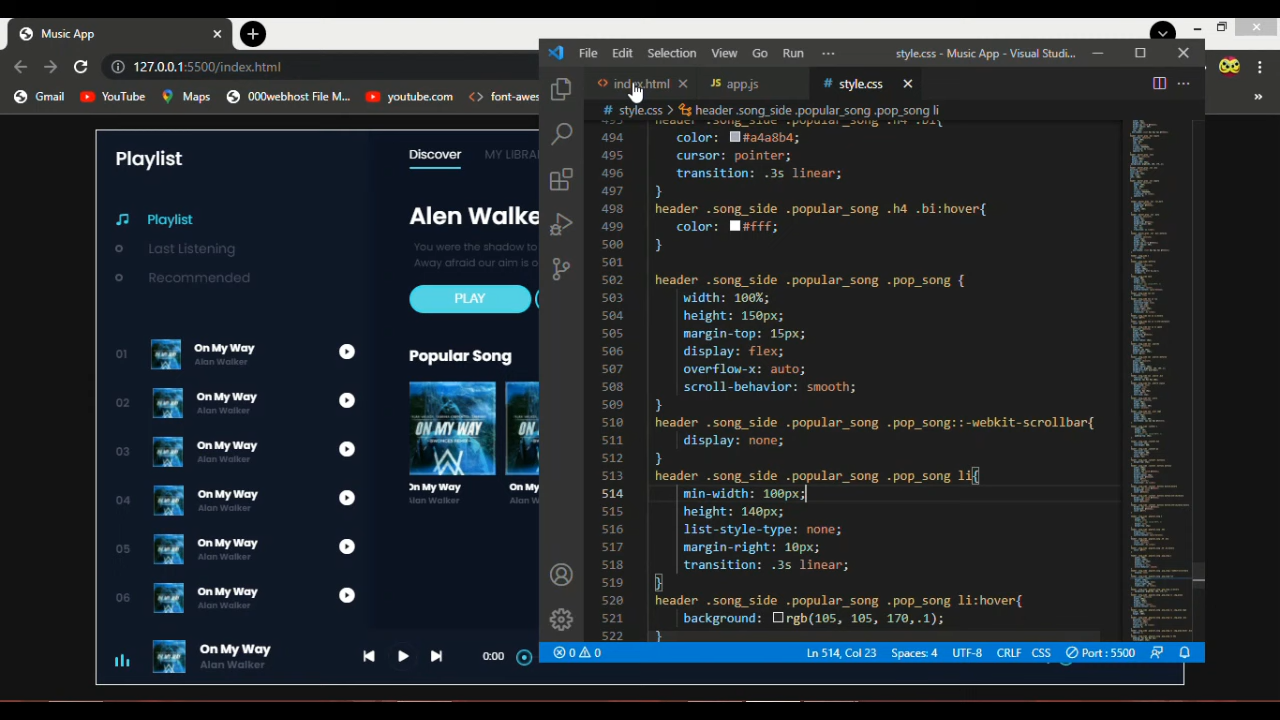 Music App
127.0.0.1:5500/index.html
Gmail
YouTube
Maps
000webhost File M...
youtube.com
font-awes
»
Playlist
Playlist
Last Listening
Recommended
01
On My Way
Alan Walker
02
On My Way
Alan Walker
03
On My Way
Alan Walker
04
On My Way
Alan Walker
05
On My Way
Alan Walker
06
On My Way
Alan Walker
Discover
MY LIBRA
Alen Walke
You were the shadow to
Away afraid our aim is o
PLAY
Popular Song
ON MY WAY
On My Way
Alan Walker
On My
Alan W
On My Way
Alan Walker
0:00
File Edit Selection View Go Run ···
style.css - Music App - Visual Studi...
index.html
JS app.js
# style.css
# style.css > header .song_side .popular_song .pop_song li
493 header .song_side .popular_song .h4 .bi{
494 color: #a4a8b4;
495 cursor: pointer;
496 transition: .3s linear;
497 }
498 header .song_side .popular_song .h4 .bi:hover{
499 color: #fff;
500 }
501
502 header .song_side .popular_song .pop_song {
503 width: 100%;
504 height: 150px;
505 margin-top: 15px;
506 display: flex;
507 overflow-x: auto;
508 scroll-behavior: smooth;
509 }
510 header .song_side .popular_song .pop_song::-webkit-scrollbar{
511 display: none;
512 }
513 header .song_side .popular_song .pop_song li{
514 min-width: 100px;
515 height: 140px;
516 list-style-type: none;
517 margin-right: 10px;
518 transition: .3s linear;
519 }
520 header .song_side .popular_song .pop_song li:hover{
521 background: rgb(105, 105, 170,.1);
522 }
0 0
Ln 514, Col 23
Spaces: 4
UTF-8
CRLF
CSS
Port : 5500